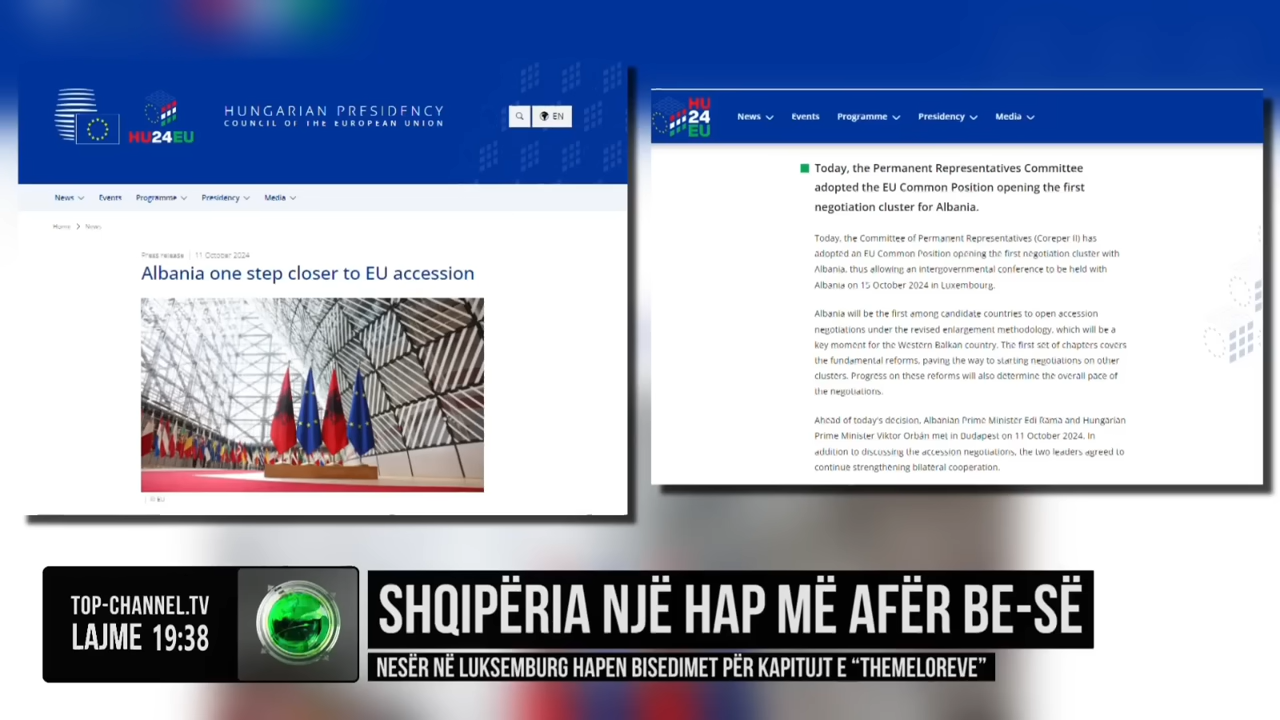 HUNGARIAN PRESIDENCY
COUNCIL OF THE EUROPEAN UNION
HU24EU
EN
News
Events
Programme
Presidency
Media
Home > News
Press release | 11 October 2024
Albania one step closer to EU accession
© EU
HU
24
EU
News
Events
Programme
Presidency
Media
Today, the Permanent Representatives Committee
adopted the EU Common Position opening the first
negotiation cluster for Albania.
Today, the Committee of Permanent Representatives (Coreper II) has
adopted an EU Common Position opening the first negotiation cluster with
Albania, thus allowing an intergovernmental conference to be held with
Albania on 15 October 2024 in Luxembourg.
Albania will be the first among candidate countries to open accession
negotiations under the revised enlargement methodology, which will be a
key moment for the Western Balkan country. The first set of chapters covers
the fundamental reforms, paving the way to starting negotiations on other
clusters. Progress on these reforms will also determine the overall pace of
the negotiations.
Ahead of today's decision, Albanian Prime Minister Edi Rama and Hungarian
Prime Minister Viktor Orbán met in Budapest on 11 October 2024. In
addition to discussing the accession negotiations, the two leaders agreed to
continue strengthening bilateral cooperation.
TOP-CHANNEL.TV
LAJME 19:38
SHQIPËRIA NJË HAP MË AFËR BE-SË
NESËR NË LUKSEMBURG HAPEN BISEDIMET PËR KAPITUJT E “THEMELOREVE”